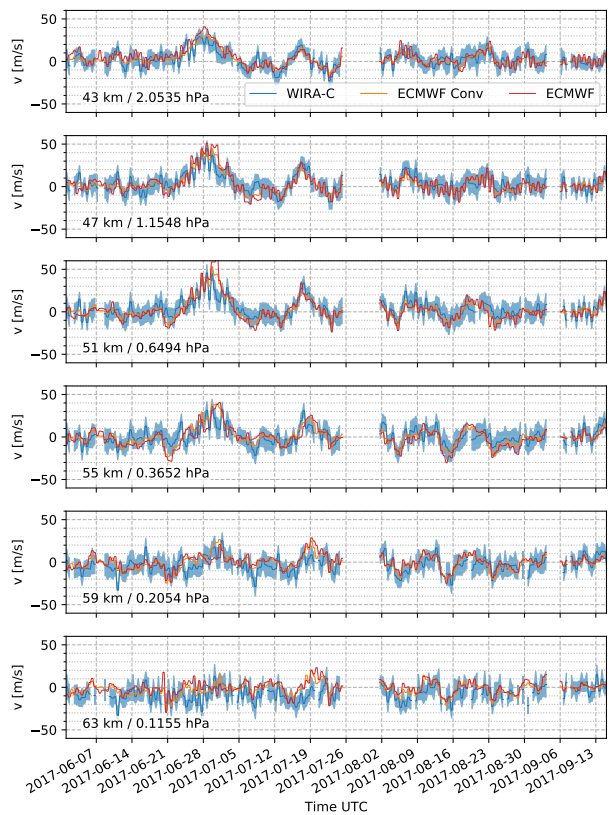 50
0
−50
v [m/s]
43 km / 2.0535 hPa
WIRA-C
ECMWF Conv
ECMWF
50
0
−50
v [m/s]
47 km / 1.1548 hPa
50
0
−50
v [m/s]
51 km / 0.6494 hPa
50
0
−50
v [m/s]
55 km / 0.3652 hPa
50
0
−50
v [m/s]
59 km / 0.2054 hPa
50
0
−50
v [m/s]
63 km / 0.1155 hPa
2017-06-07
2017-06-14
2017-06-21
2017-06-28
2017-07-05
2017-07-12
2017-07-19
2017-07-26
2017-08-02
2017-08-09
2017-08-16
2017-08-23
2017-08-30
2017-09-06
2017-09-13
Time UTC